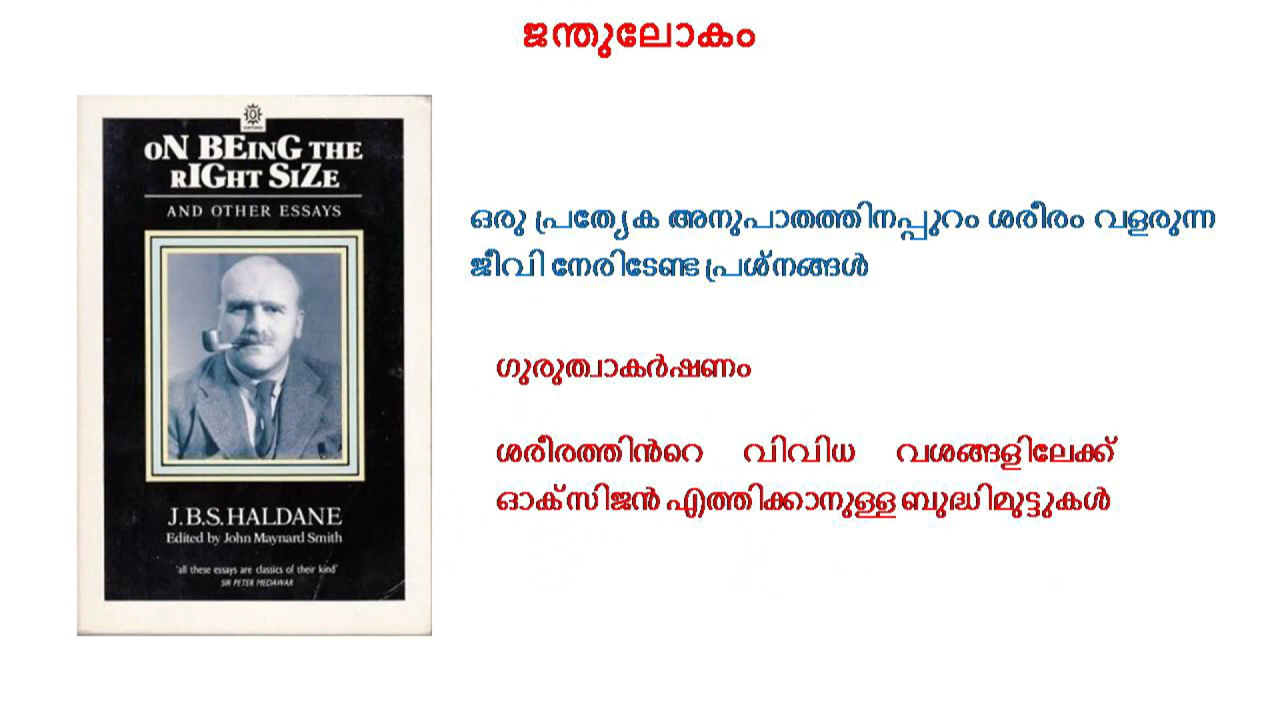 ജന്തുലോകം
ON BEING THE
RIGHT SIZE
AND OTHER ESSAYS
J.B.S. HALDANE
Edited by John Maynard Smith
'all these essays are classics of their kind'
SIR PETER MEDAWAR
ഒരു പ്രത്യേക അനുപാതത്തിനപ്പുറം ശരീരം വളരുന്ന
ജീവി നേരിടേണ്ട പ്രശ്നങ്ങൾ
ഗുരുത്വാകർഷണം
ശരീരത്തിൻറെ വിവിധ വശങ്ങളിലേക്ക്
ഓക്സിജൻ എത്തിക്കാനുള്ള ബുദ്ധിമുട്ടുകൾ